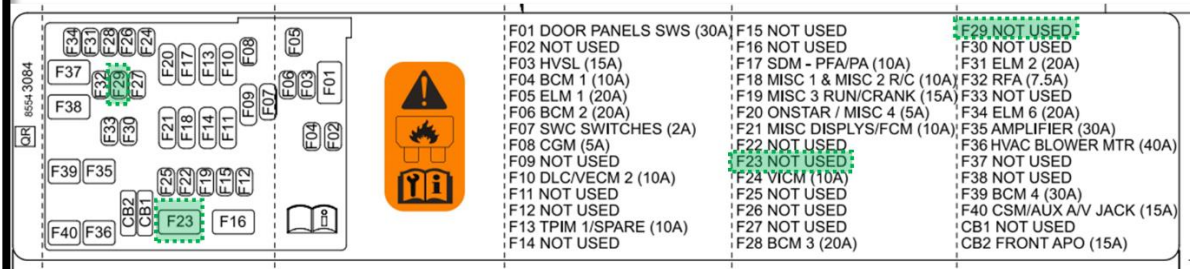 8554 3084
QR
F34 F31 F28 F26 F24
F37
F32 F29 F27
F38
F33 F30
F39 F35
F40 F36
F20 F17 F13 F10 F08
F09 F07
F21 F18 F14 F11
F25 F22 F19 F15 F12
CB2 CB1 F23 F16
F05
F06 F03 F01
F04 F02
F01 DOOR PANELS SWS (30A)
F02 NOT USED
F03 HVSL (15A)
F04 BCM 1 (10A)
F05 ELM 1 (20A)
F06 BCM 2 (20A)
F07 SWC SWITCHES (2A)
F08 CGM (5A)
F09 NOT USED
F10 DLC/VECM 2 (10A)
F11 NOT USED
F12 NOT USED
F13 TPIM 1/SPARE (10A)
F14 NOT USED
F15 NOT USED
F16 NOT USED
F17 SDM - PFA/PA (10A)
F18 MISC 1 & MISC 2 R/C (10A)
F19 MISC 3 RUN/CRANK (15A)
F20 ONSTAR / MISC 4 (5A)
F21 MISC DISPLYS/FCM (10A)
F22 NOT USED
F23 NOT USED
F24 VICM (10A)
F25 NOT USED
F26 NOT USED
F27 NOT USED
F28 BCM 3 (20A)
F29 NOT USED
F30 NOT USED
F31 ELM 2 (20A)
F32 RFA (7.5A)
F33 NOT USED
F34 ELM 6 (20A)
F35 AMPLIFIER (30A)
F36 HVAC BLOWER MTR (40A)
F37 NOT USED
F38 NOT USED
F39 BCM 4 (30A)
F40 CSM/AUX A/V JACK (15A)
CB1 NOT USED
CB2 FRONT APO (15A)